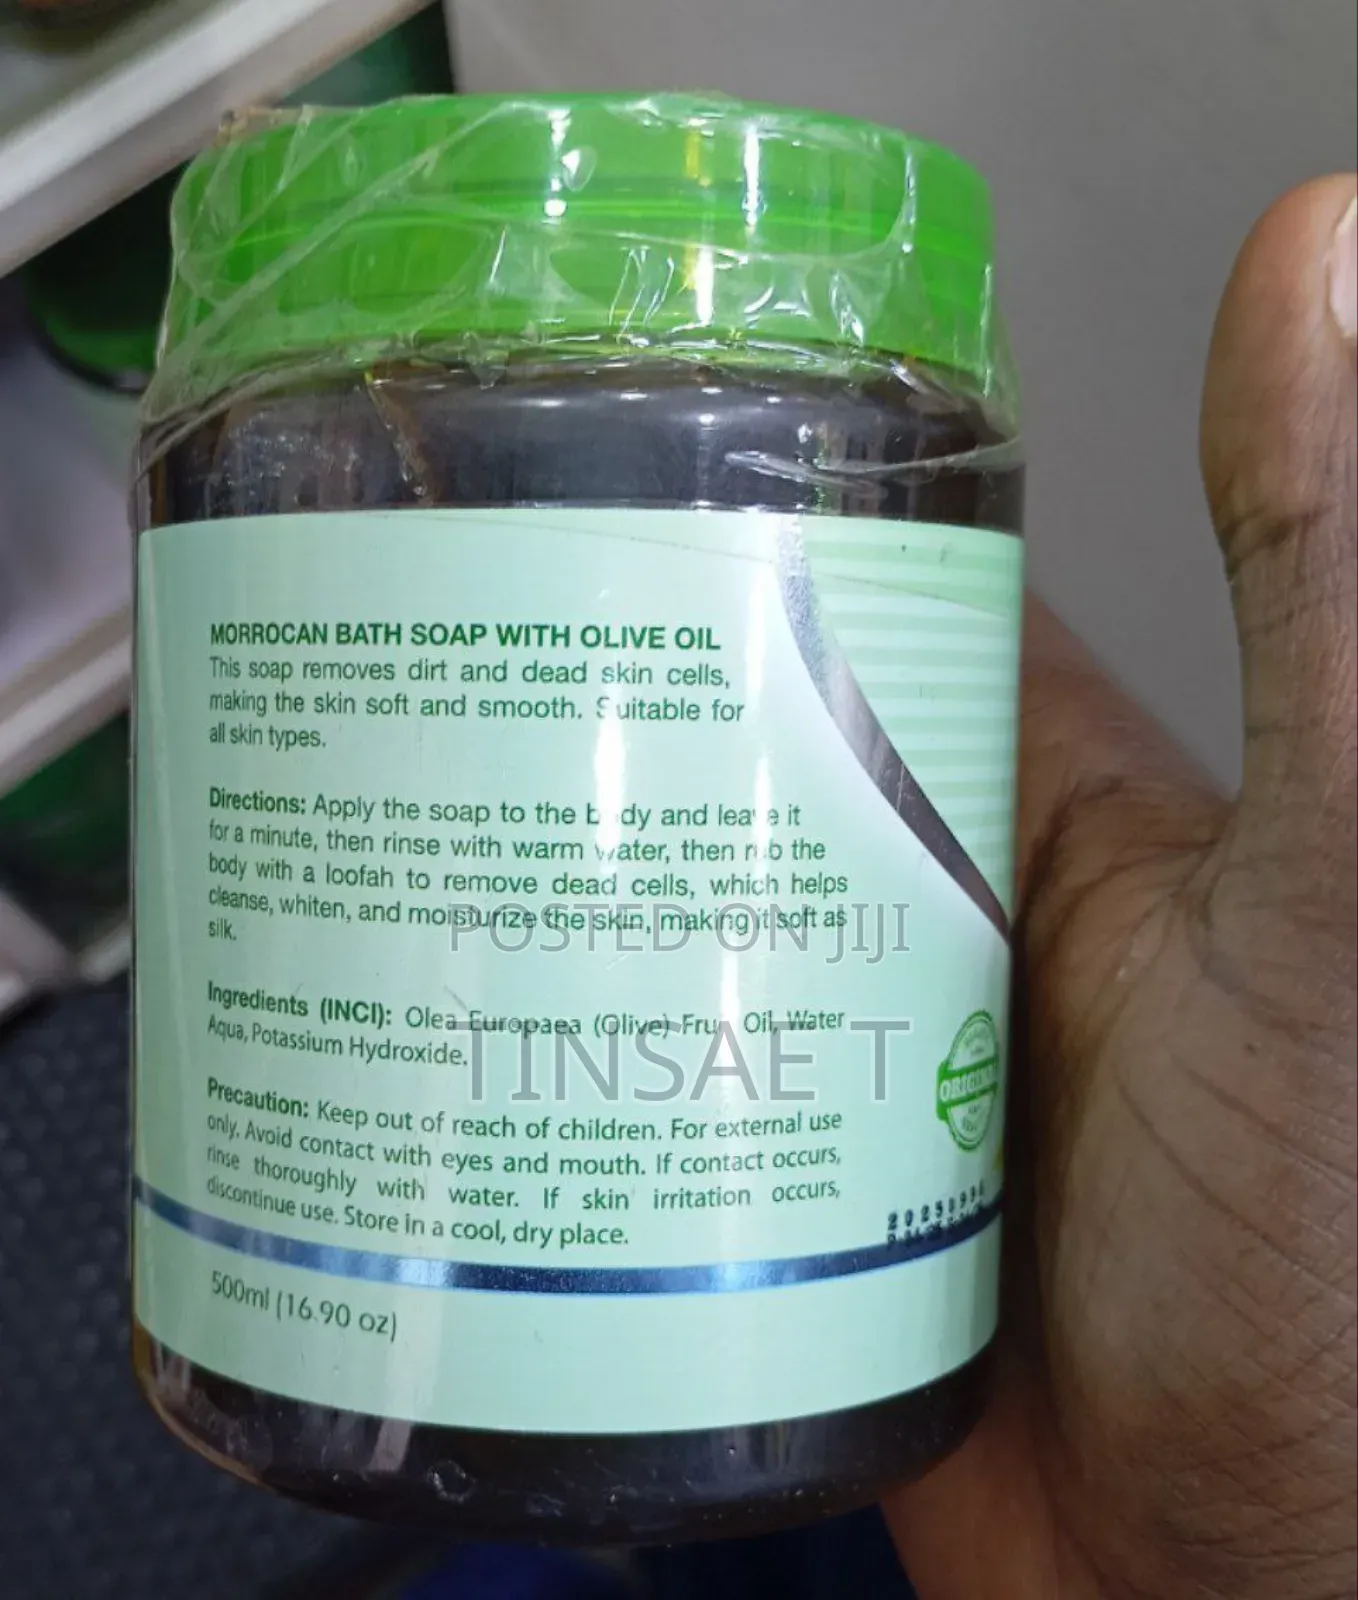 MORROCAN BATH SOAP WITH OLIVE OIL
This soap removes dirt and dead skin cells,
making the skin soft and smooth. Suitable for
all skin types.
Directions: Apply the soap to the body and leave it
for a minute, then rinse with warm water, then rub the
body with a loofah to remove dead cells, which helps
cleanse, whiten, and moisturize the skin, making it soft as
silk.
Ingredients (INCI): Olea Europaea (Olive) Fruit Oil, Water
Aqua, Potassium Hydroxide.
Precaution: Keep out of reach of children. For external use
only. Avoid contact with eyes and mouth. If contact occurs,
rinse thoroughly with water. If skin irritation occurs,
discontinue use. Store in a cool, dry place.
500ml (16.90 oz)
ORIGINAL
POSTED ON JIJI
TINSAE T